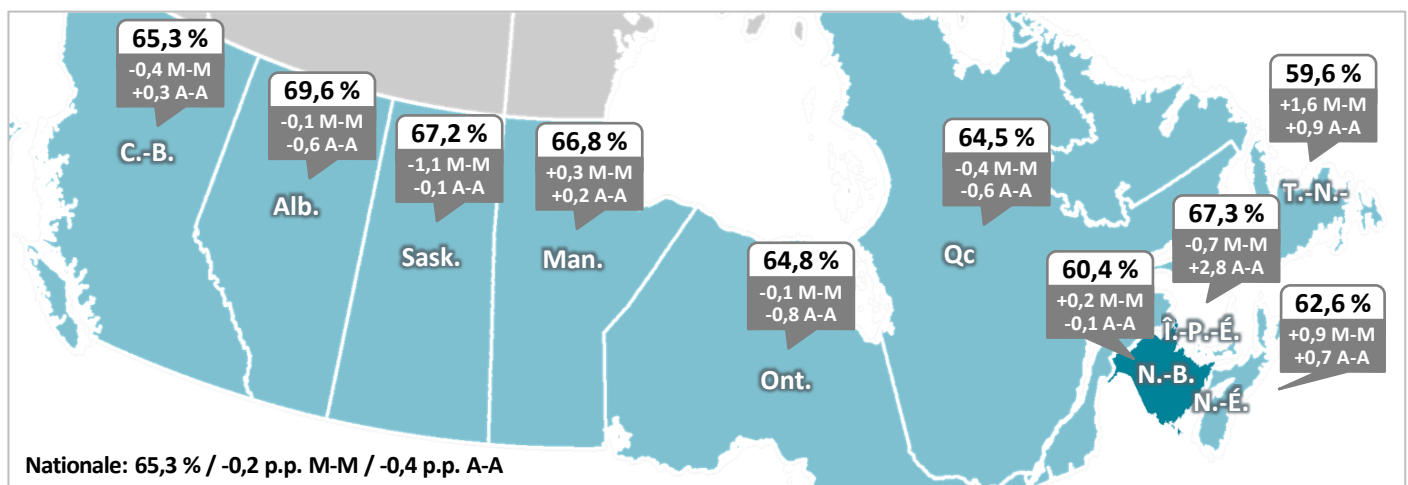 65,3 %
-0,4 M-M
+0,3 A-A
C.-B.
69,6 %
-0,1 M-M
-0,6 A-A
Alb.
67,2 %
-1,1 M-M
-0,1 A-A
Sask.
66,8 %
+0,3 M-M
+0,2 A-A
Man.
64,8 %
-0,1 M-M
-0,8 A-A
Ont.
64,5 %
-0,4 M-M
-0,6 A-A
Qc
59,6 %
+1,6 M-M
+0,9 A-A
T.-N.-
67,3 %
-0,7 M-M
+2,8 A-A
Î.-P.-É.
60,4 %
+0,2 M-M
-0,1 A-A
N.-B.
62,6 %
+0,9 M-M
+0,7 A-A
N.-É.
Nationale: 65,3 % / -0,2 p.p. M-M / -0,4 p.p. A-A